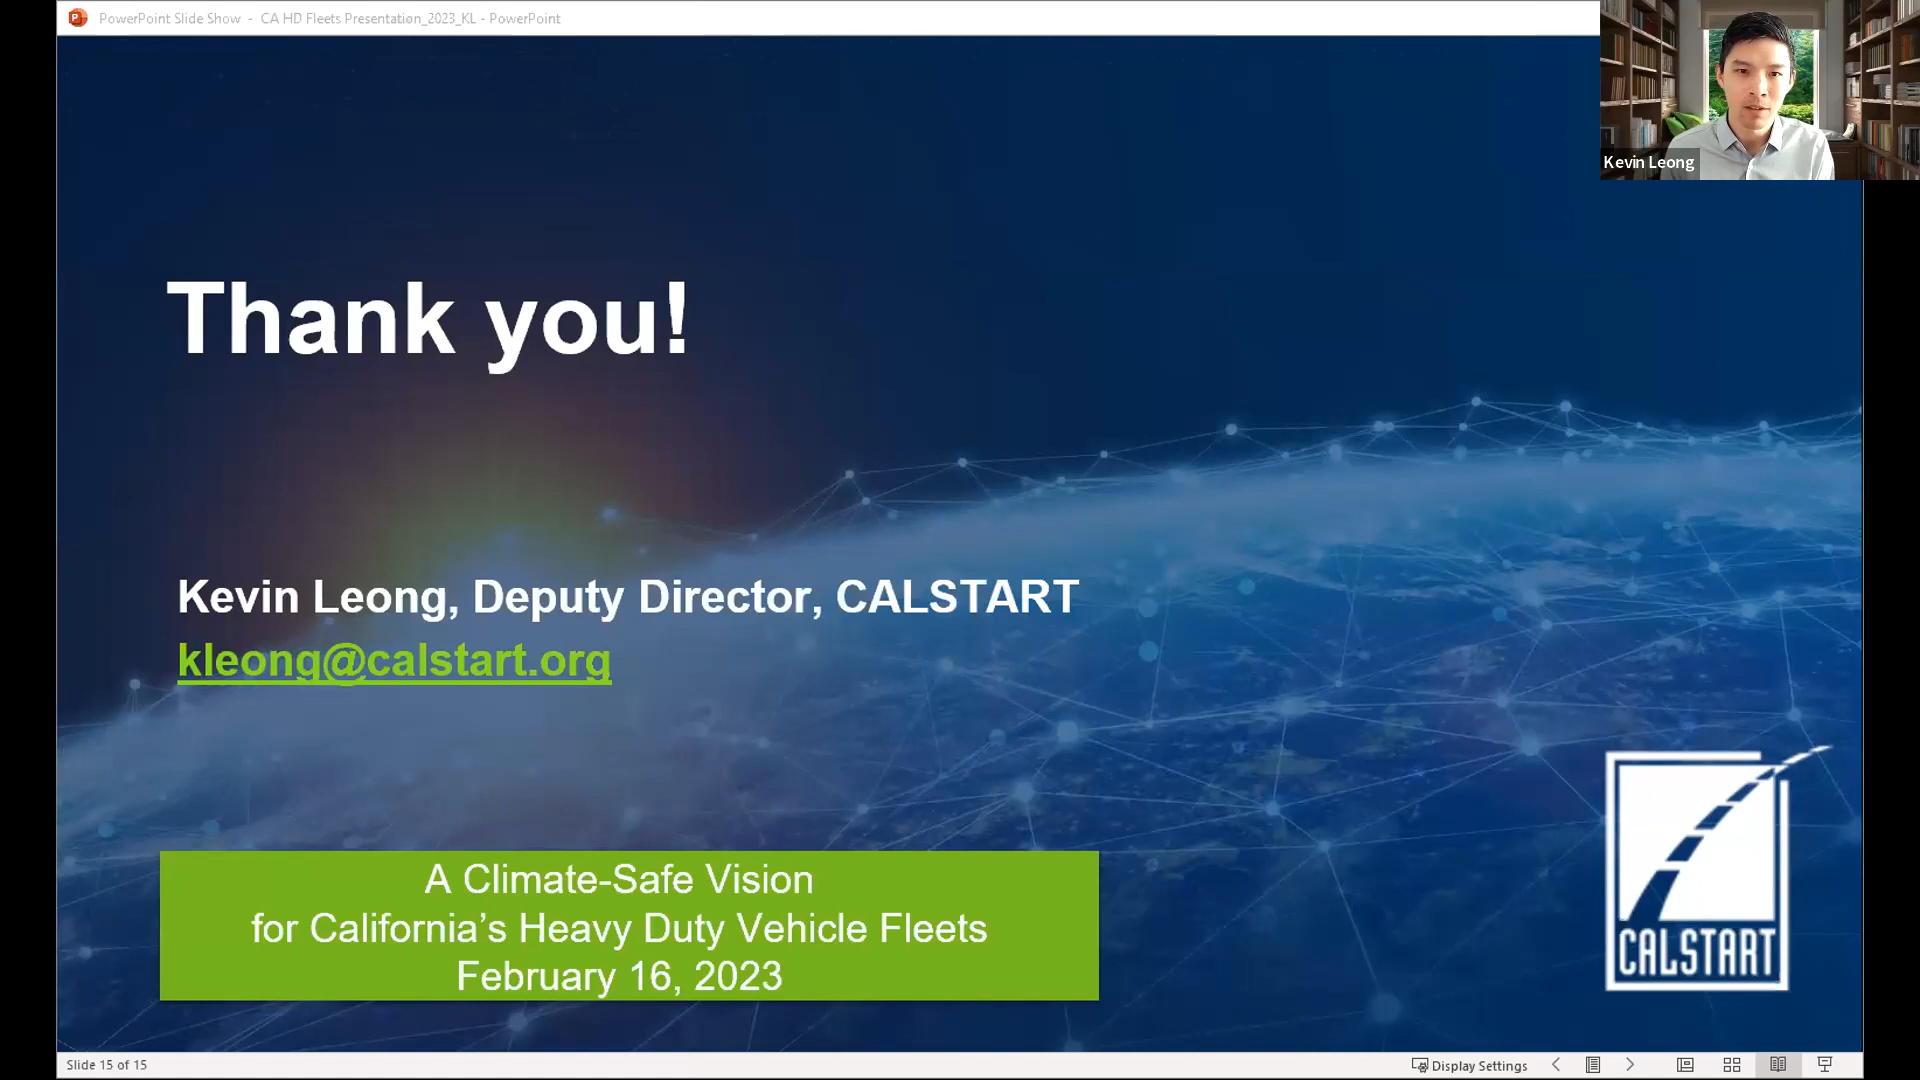 PowerPoint Slide Show - CA HD Fleets Presentation_2023_KL - PowerPoint
Kevin Leong
Thank you!
Kevin Leong, Deputy Director, CALSTART
kleong@calstart.org
A Climate-Safe Vision
for California’s Heavy Duty Vehicle Fleets
February 16, 2023
CALSTART
Slide 15 of 15
Display Settings